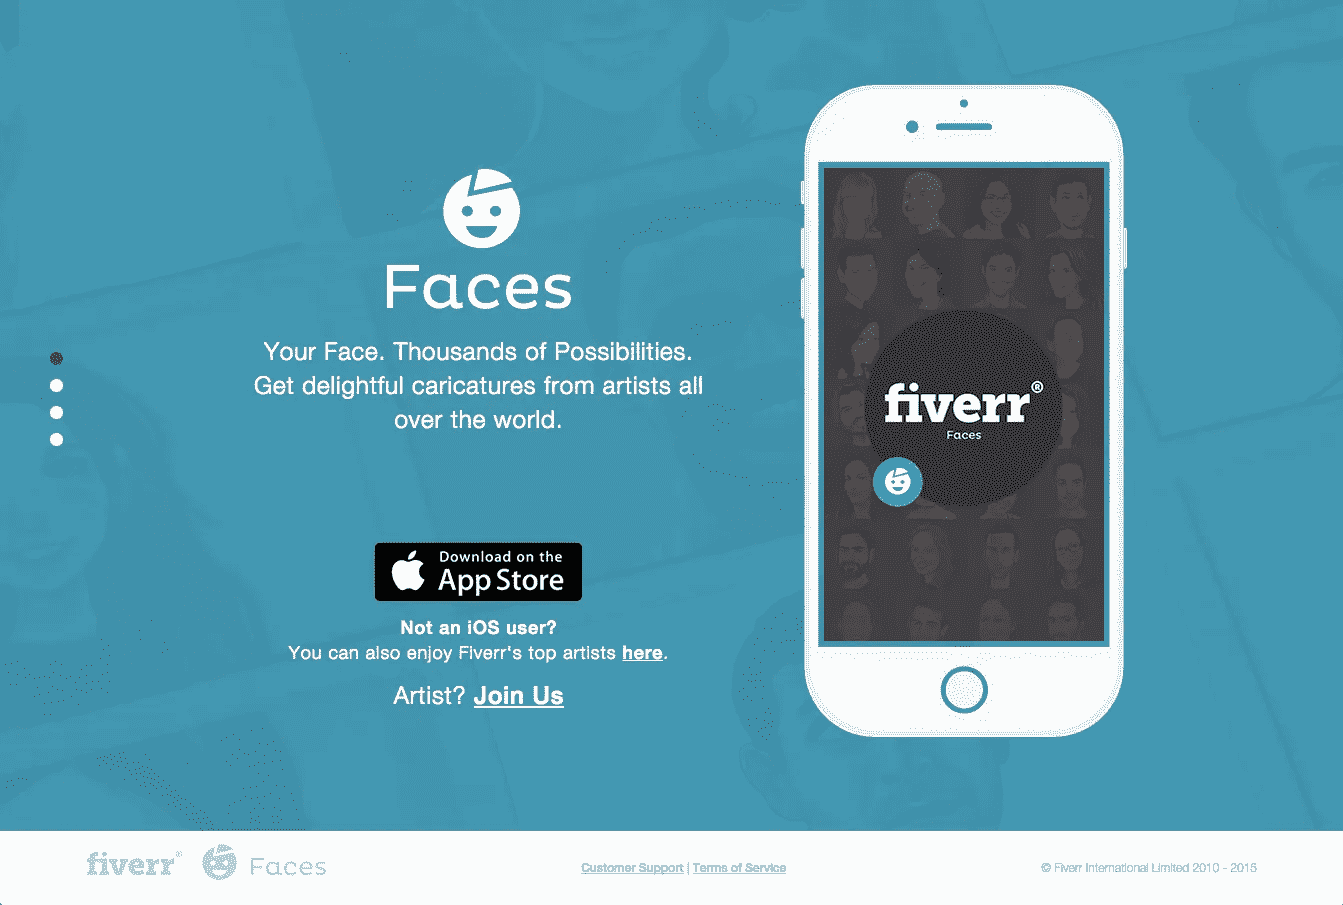 Faces
Your Face. Thousands of Possibilities.
Get delightful caricatures from artists all
over the world.
Download on the
App Store
Not an iOS user?
You can also enjoy Fiverr's top artists here.
Artist? Join Us
fiverr®
Faces
fiverr® Faces
Customer Support | Terms of Service
© Fiverr International Limited 2010 - 2015